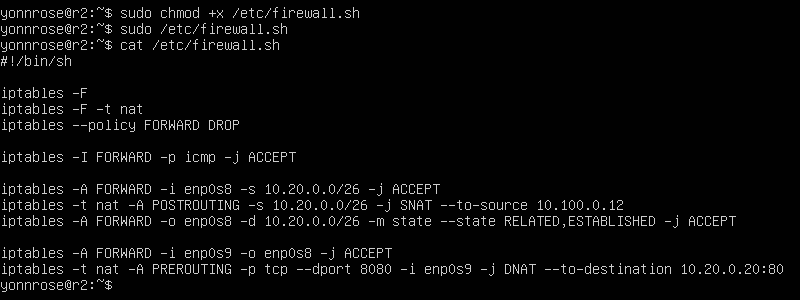 yonnrose@r2:~$ sudo chmod +x /etc/firewall.sh
yonnrose@r2:~$ sudo /etc/firewall.sh
yonnrose@r2:~$ cat /etc/firewall.sh
#!/bin/sh
iptables -F
iptables -F -t nat
iptables --policy FORWARD DROP
iptables -I FORWARD -p icmp -j ACCEPT
iptables -A FORWARD -i enp0s8 -s 10.20.0.0/26 -j ACCEPT
iptables -t nat -A POSTROUTING -s 10.20.0.0/26 -j SNAT --to-source 10.100.0.12
iptables -A FORWARD -o enp0s8 -d 10.20.0.0/26 -m state --state RELATED,ESTABLISHED -j ACCEPT
iptables -A FORWARD -i enp0s9 -o enp0s8 -j ACCEPT
iptables -t nat -A PREROUTING -p tcp --dport 8080 -i enp0s9 -j DNAT --to-destination 10.20.0.20:80
yonnrose@r2:~$